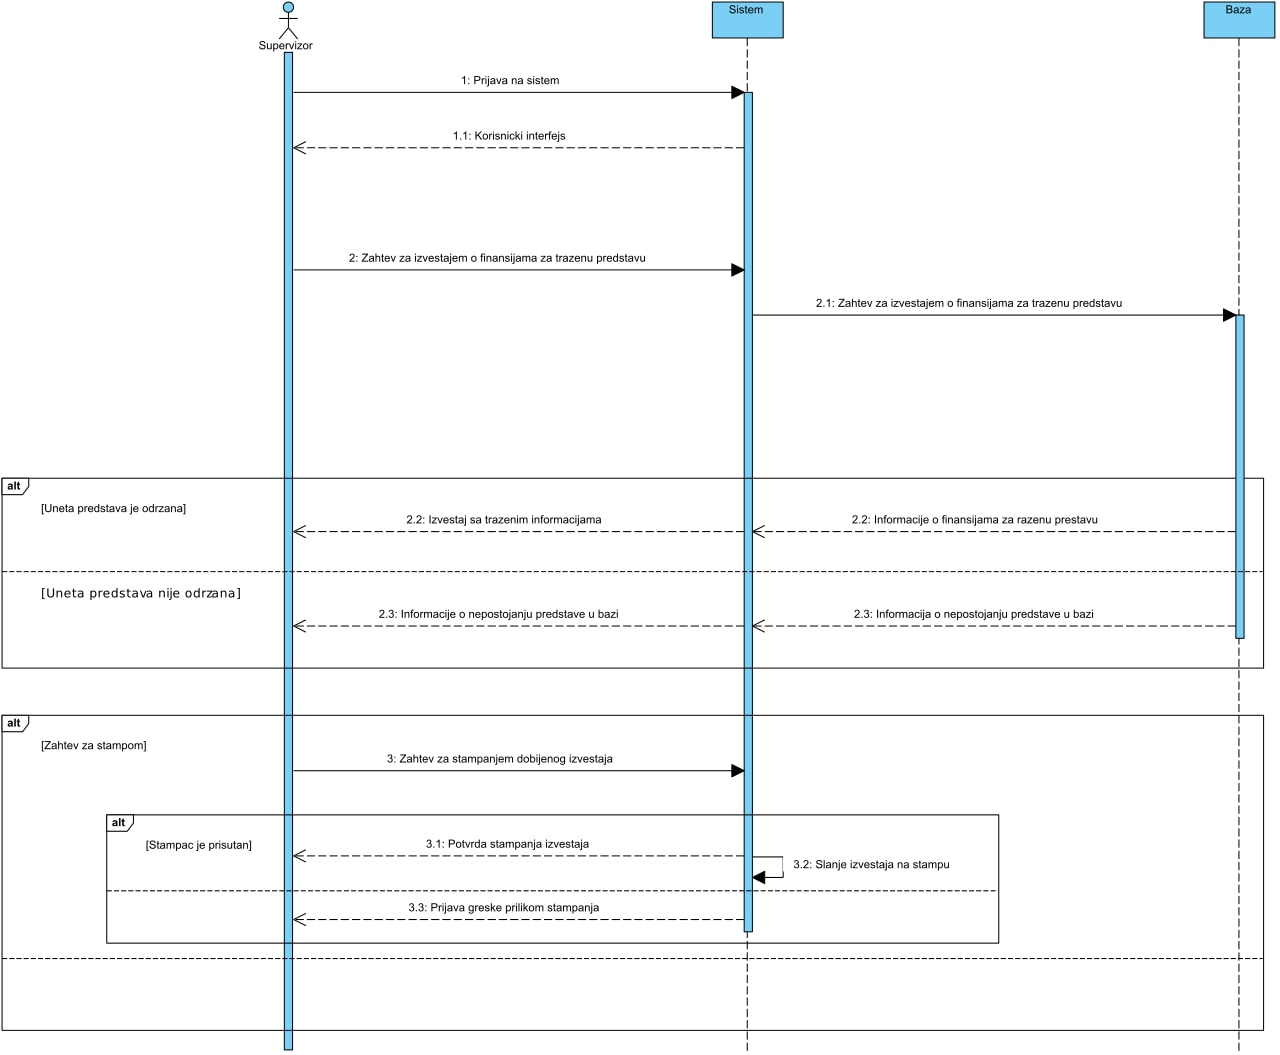 Supervizor
Sistem
Baza
1: Prijava na sistem
1.1: Korisnicki interfejs
2: Zahtev za izvestajem o finansijama za trazenu predstavu
2.1: Zahtev za izvestajem o finansijama za trazenu predstavu
alt
[Uneta predstava je odrzana]
2.2: Izvestaj sa trazenim informacijama
2.2: Informacije o finansijama za razenu prestavu
[Uneta predstava nije odrzana]
2.3: Informacije o nepostojanju predstave u bazi
2.3: Informacija o nepostojanju predstave u bazi
alt
[Zahtev za stampom]
3: Zahtev za stampanjem dobijenog izvestaja
alt
[Stampac je prisutan]
3.1: Potvrda stampanja izvestaja
3.2: Slanje izvestaja na stampu
3.3: Prijava greske prilikom stampanja